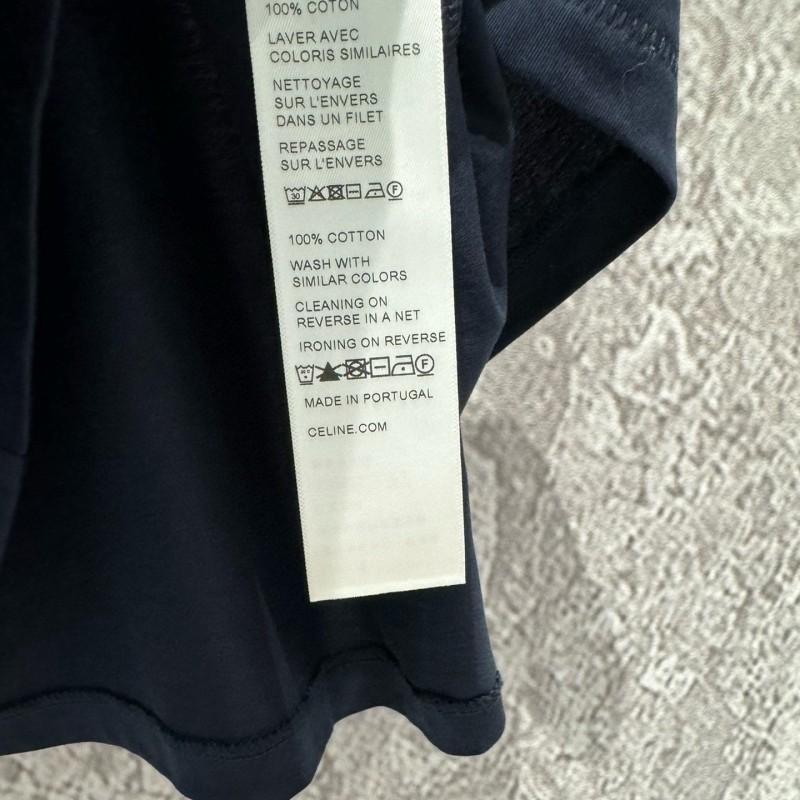 100% COTON
LAVER AVEC
COLORIS SIMILAIRES
NETTOYAGE
SUR L'ENVERS
DANS UN FILET
REPASSAGE
SUR L'ENVERS
30 F
100% COTTON
WASH WITH
SIMILAR COLORS
CLEANING ON
REVERSE IN A NET
IRONING ON REVERSE
F
MADE IN PORTUGAL
CELINE.COM